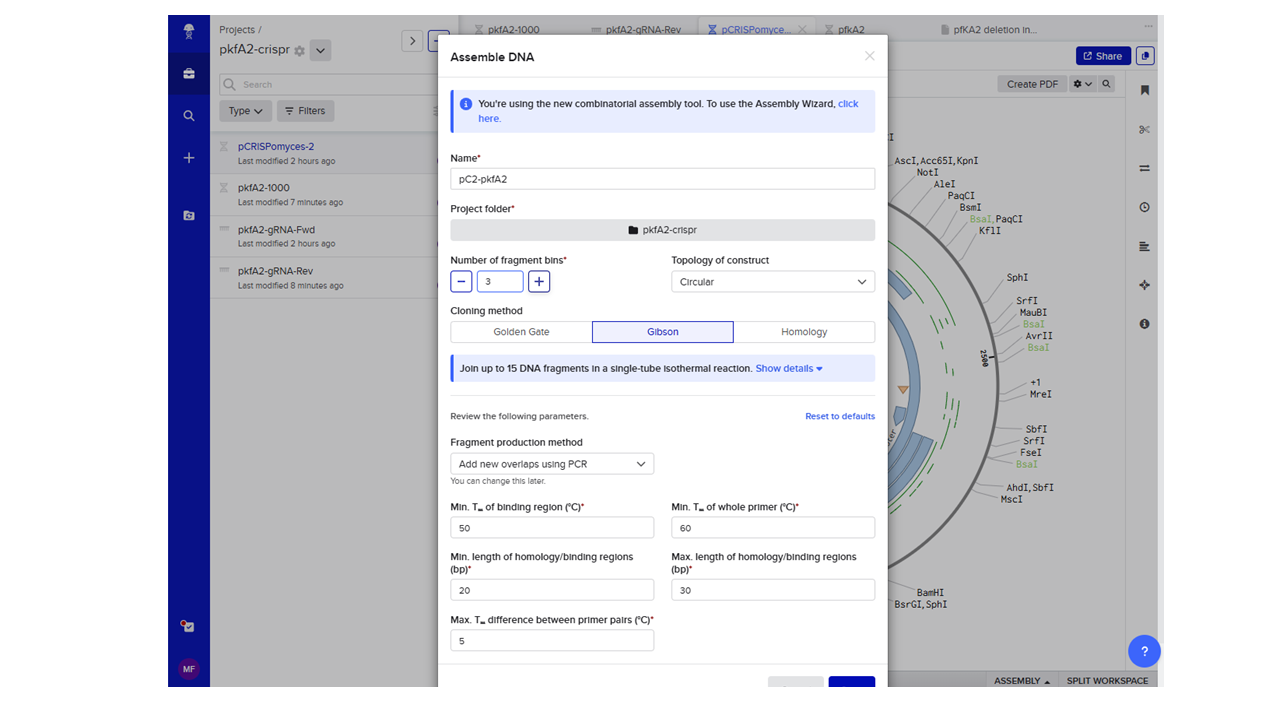 Projects /
pkfA2-crispr
Search
Type
Filters
pCRISPomyces-2
Last modified 2 hours ago
pkfA2-1000
Last modified 7 minutes ago
pkfA2-gRNA-Fwd
Last modified 2 hours ago
pkfA2-gRNA-Rev
Last modified 8 minutes ago
MF
pkfA2-1000
pkfA2-gRNA-Rev
pCRISPomyce...
pfkA2
pfKA2 deletion in...
Share
Create PDF
Assemble DNA
You're using the new combinatorial assembly tool. To use the Assembly Wizard, click
here.
Name*
pC2-pkfA2
Project folder*
pkfA2-crispr
Number of fragment bins*
Topology of construct
3
Circular
Cloning method
Golden Gate
Gibson
Homology
Join up to 15 DNA fragments in a single-tube isothermal reaction. Show details
Review the following parameters.
Reset to defaults
Fragment production method
Add new overlaps using PCR
You can change this later.
Min. Tm of binding region (°C)*
Min. Tm of whole primer (°C)*
50
60
Min. length of homology/binding regions
(bp)*
Max. length of homology/binding regions
(bp)*
20
30
Max. Tm difference between primer pairs (°C)*
5
AscI,Acc65I,KpnI
NotI
AleI
PaqCI
BsmI
BsaI,PaqCI
KflI
SphI
SrfI
MauBI
BsaI
AvrII
BsaI
2500
+1
MreI
SbfI
SrfI
FseI
BsaI
AhdI,SbfI
MscI
BamHI
BsrGI,SphI
?
ASSEMBLY
SPLIT WORKSPACE